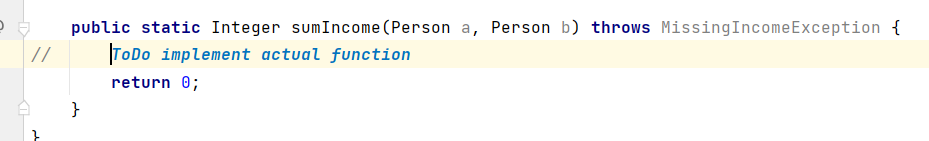 public static Integer sumIncome(Person a, Person b) throws MissingIncomeException {
// ToDo implement actual function
return 0;
}
}